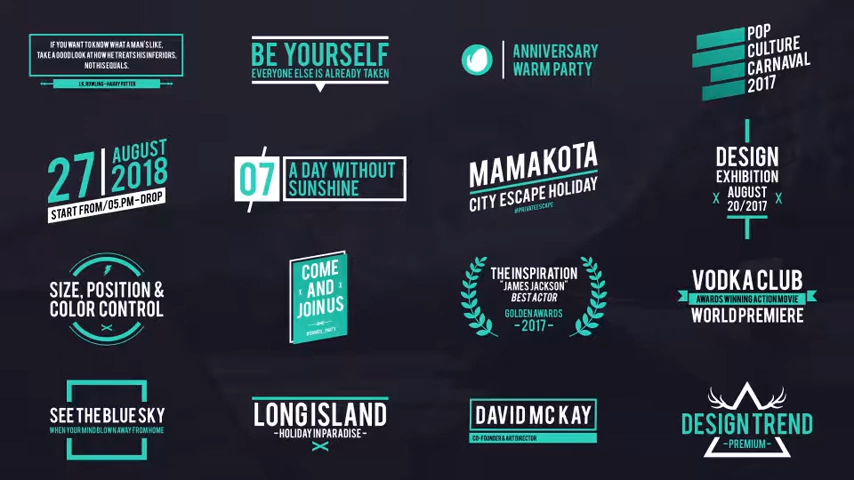 IF YOU WANT TO KNOW WHAT A MAN'S LIKE,
TAKE A GOOD LOOK AT HOW HE TREATS HIS INFERIORS,
NOT HIS EQUALS.
J.K. ROWLING - HARRY POTTER
BE YOURSELF
EVERYONE ELSE IS ALREADY TAKEN
ANNIVERSARY
WARM PARTY
POP
CULTURE
CARNAVAL
2017
27
AUGUST
2018
START FROM/05.PM-DROP
07
A DAY WITHOUT
SUNSHINE
MAMAKOTA
CITY ESCAPE HOLIDAY
#PRIVATEESCAPE
DESIGN
EXHIBITION
AUGUST
20/2017
SIZE, POSITION &
COLOR CONTROL
COME
AND
JOIN US
THE INSPIRATION
"JAMES JACKSON"
BEST ACTOR
GOLDEN AWARDS
- 2017 -
VODKA CLUB
AWARDS WINNING ACTION MOVIE
WORLD PREMIERE
SEE THE BLUE SKY
WHEN YOUR MIND BLOWN AWAY FROM HOME
LONG ISLAND
- HOLIDAY IN PARADISE -
DAVID MC KAY
CO-FOUNDER & ART DIRECTOR
DESIGN TREND
- PREMIUM -